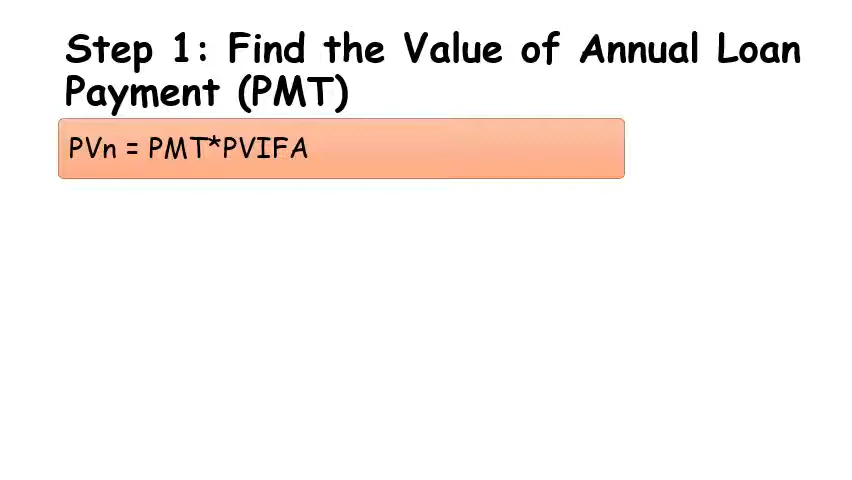 Step 1: Find the Value of Annual Loan
Payment (PMT)
PVn = PMT*PVIFA